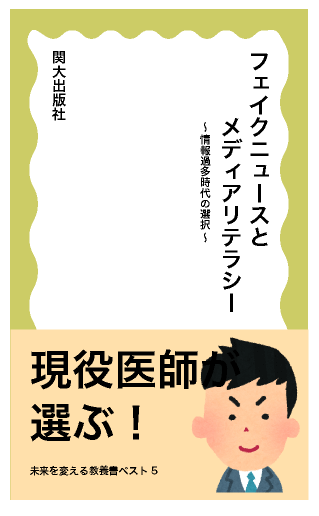 フェイクニュースと
メディアリテラシー
～情報過多時代の選択～
関大出版社
現役医師が
選ぶ！
未来を変える教養書ベスト５